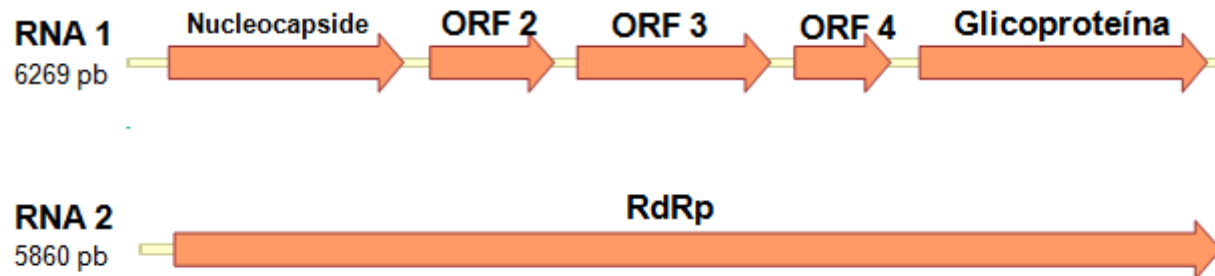 RNA 1
6269 pb
Nucleocapside
ORF 2
ORF 3
ORF 4
Glicoproteína
RNA 2
5860 pb
RdRp